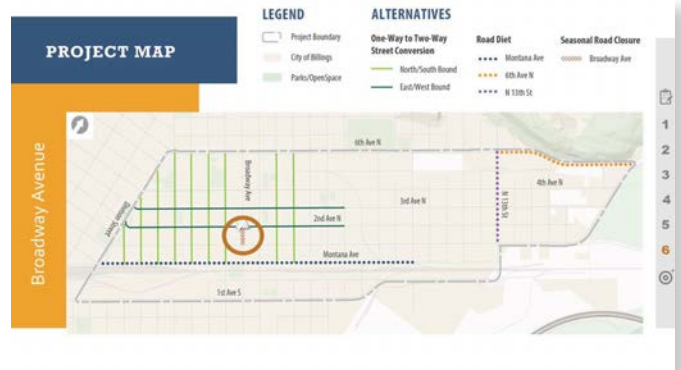 PROJECT MAP
Broadway Avenue
LEGEND
Project Boundary
City of Billings
Parks/OpenSpace
ALTERNATIVES
One-Way to Two-Way
Street Conversion
North/South Bound
East/West Bound
Road Diet
Montana Ave
6th Ave N
N 13th St
Seasonal Road Closure
Broadway Ave
6th Ave N
Broadway Ave
Division Street
3rd Ave N
2nd Ave N
N 13th St
4th Ave N
Montana Ave
1st Ave S
1
2
3
4
5
6